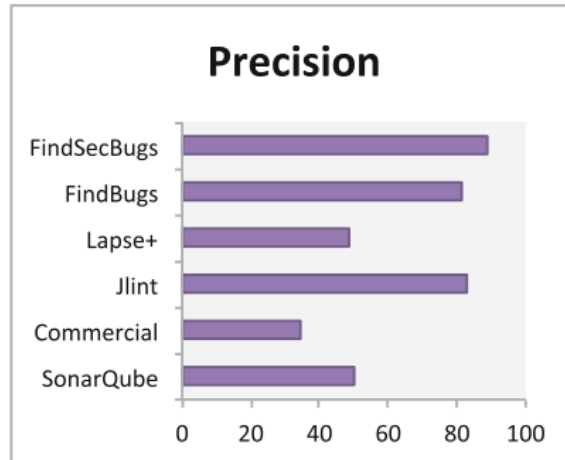 Precision
FindSecBugs
FindBugs
Lapse+
Jlint
Commercial
SonarQube
0 20 40 60 80 100